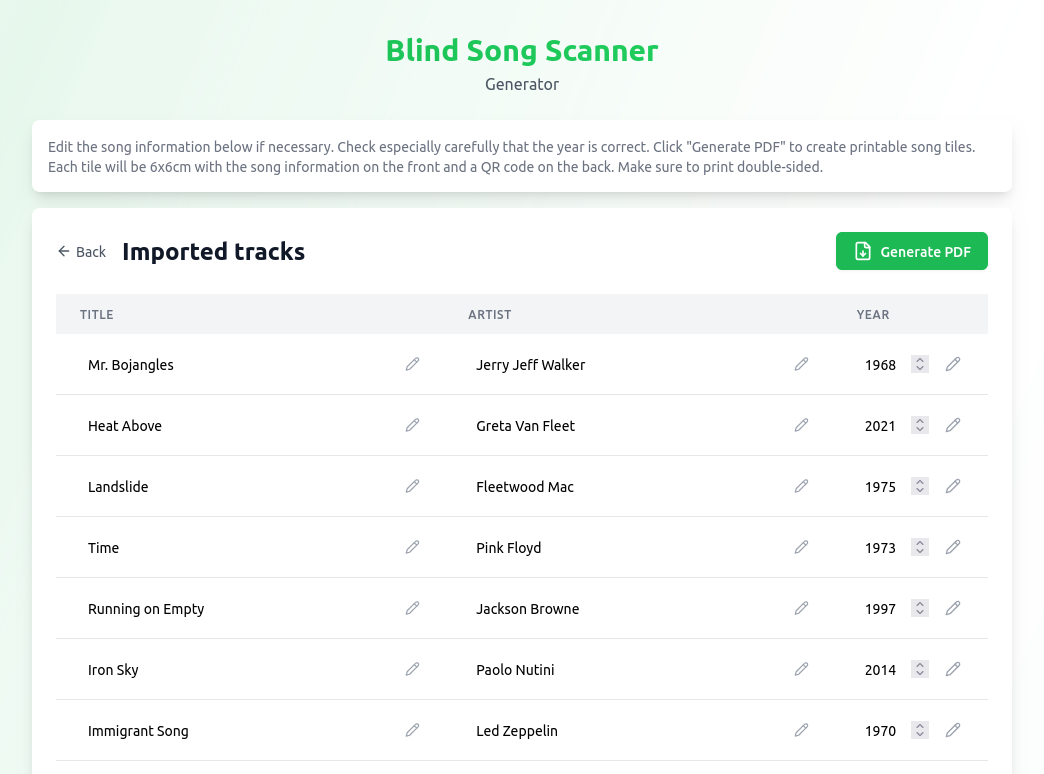 Blind Song Scanner
Generator
Edit the song information below if necessary. Check especially carefully that the year is correct. Click "Generate PDF" to create printable song tiles.
Each tile will be 6x6cm with the song information on the front and a QR code on the back. Make sure to print double-sided.
Back Imported tracks Generate PDF
TITLE ARTIST YEAR
Mr. Bojangles Jerry Jeff Walker 1968
Heat Above Greta Van Fleet 2021
Landslide Fleetwood Mac 1975
Time Pink Floyd 1973
Running on Empty Jackson Browne 1997
Iron Sky Paolo Nutini 2014
Immigrant Song Led Zeppelin 1970